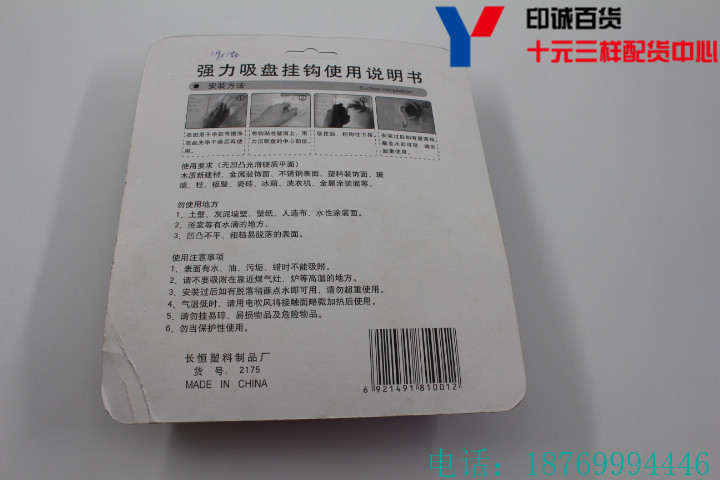 印诚百货
十元三样配货中心
19x180
强力吸盘挂钩使用说明书
安装方法
Suction Installation
① ②
使用要求（无凹凸光滑硬质平面）
木质新建材、金属装饰面、不锈钢表面、塑料装饰面、玻
璃、柱、板壁、瓷砖、冰箱、洗衣机、金属涂装面等。
勿使用地方
1、土壁、灰泥墙壁、壁纸、人造布、水性涂装面。
2、浴室等有水滴的地方。
3、凹凸不平、粗糙易脱落的表面。
使用注意事项
1、表面有水、油、污垢、
时不能吸附。
2、请不要吸附在靠近煤气灶、炉等高温的地方。
3、安装过后如有脱落稍蘸点水即可用，请勿超重使用。
4、气温低时，请用电吹风将接触面略微加热后使用。
5、请勿挂易碎、易损物品及危险物品。
6、勿当保护性使用。
长恒塑料制品厂
货 号：2175
MADE IN CHINA
6 921491 810012
电话：18769994446